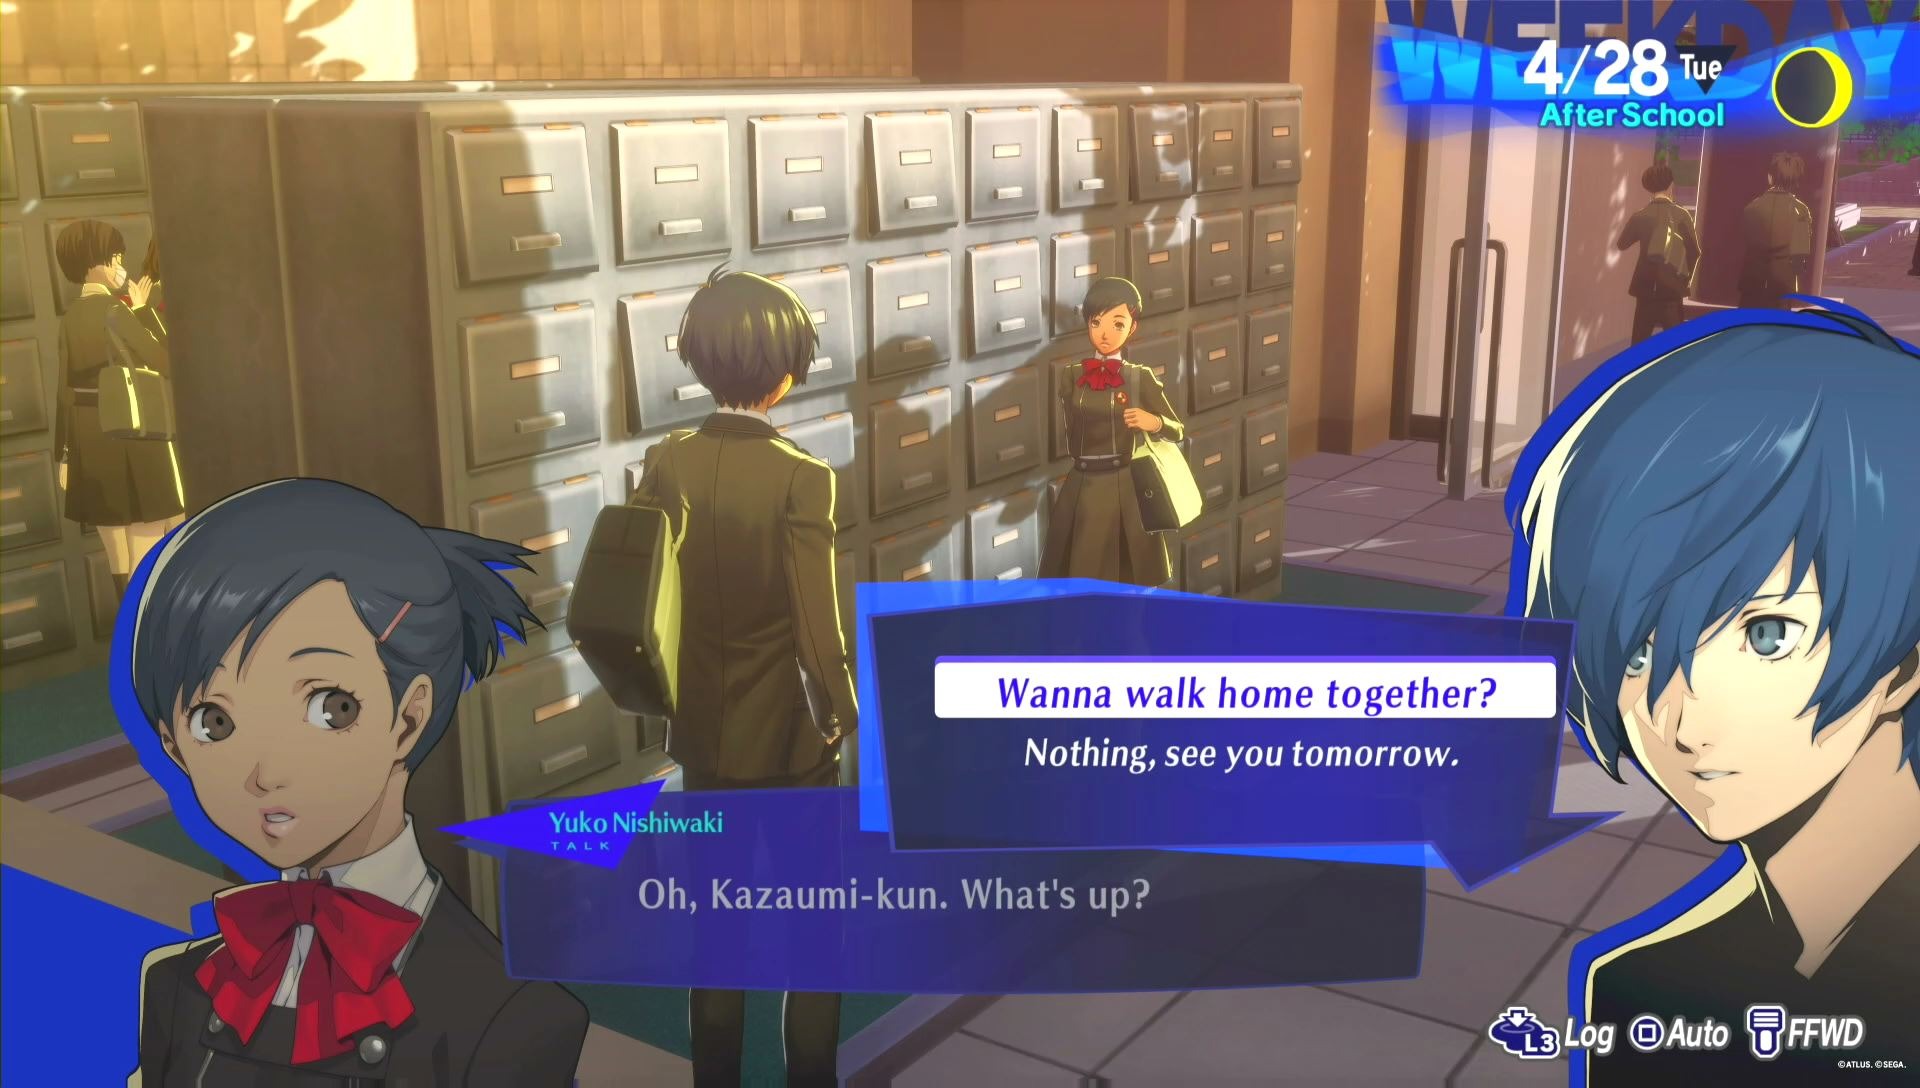 WEEKDAY
4/28 Tue
After School
Wanna walk home together?
Nothing, see you tomorrow.
Yuko Nishiwaki
TALK
Oh, Kazaumi-kun. What's up?
L3 Log Auto FFWD
©ATLUS. ©SEGA.